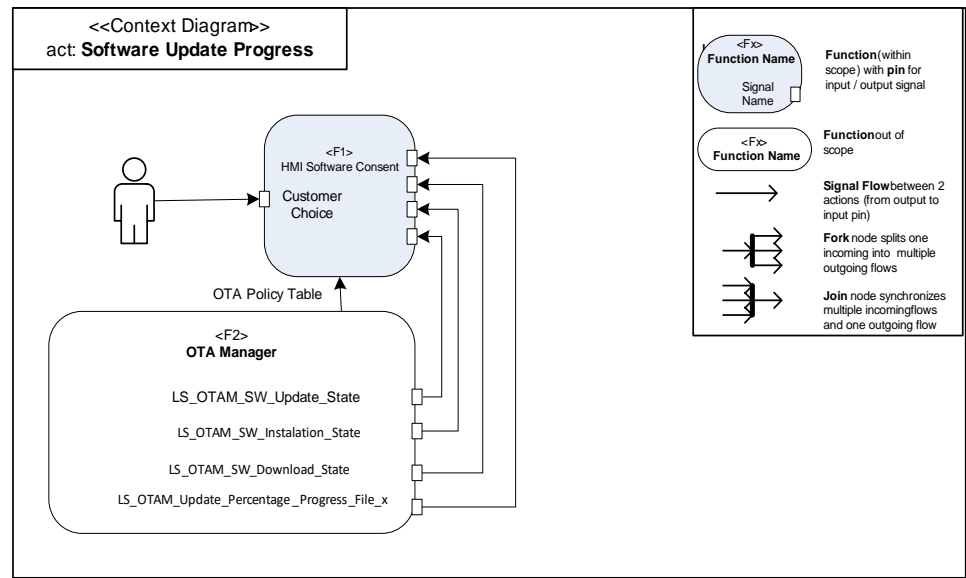 <<Context Diagram>>
act: Software Update Progress
<F1>
HMI Software Consent
Customer
Choice
OTA Policy Table
<F2>
OTA Manager
LS_OTAM_SW_Update_State
LS_OTAM_SW_Instalation_State
LS_OTAM_SW_Download_State
LS_OTAM_Update_Percentage_Progress_File_x
<Fx>
Function Name
Signal
Name
Function(within
scope) with pin for
input / output signal
<Fx>
Function Name
Functionout of
scope
Signal Flowbetween 2
actions (from output to
input pin)
Fork node splits one
incoming into multiple
outgoing flows
Join node synchronizes
multiple incomingflows
and one outgoing flow